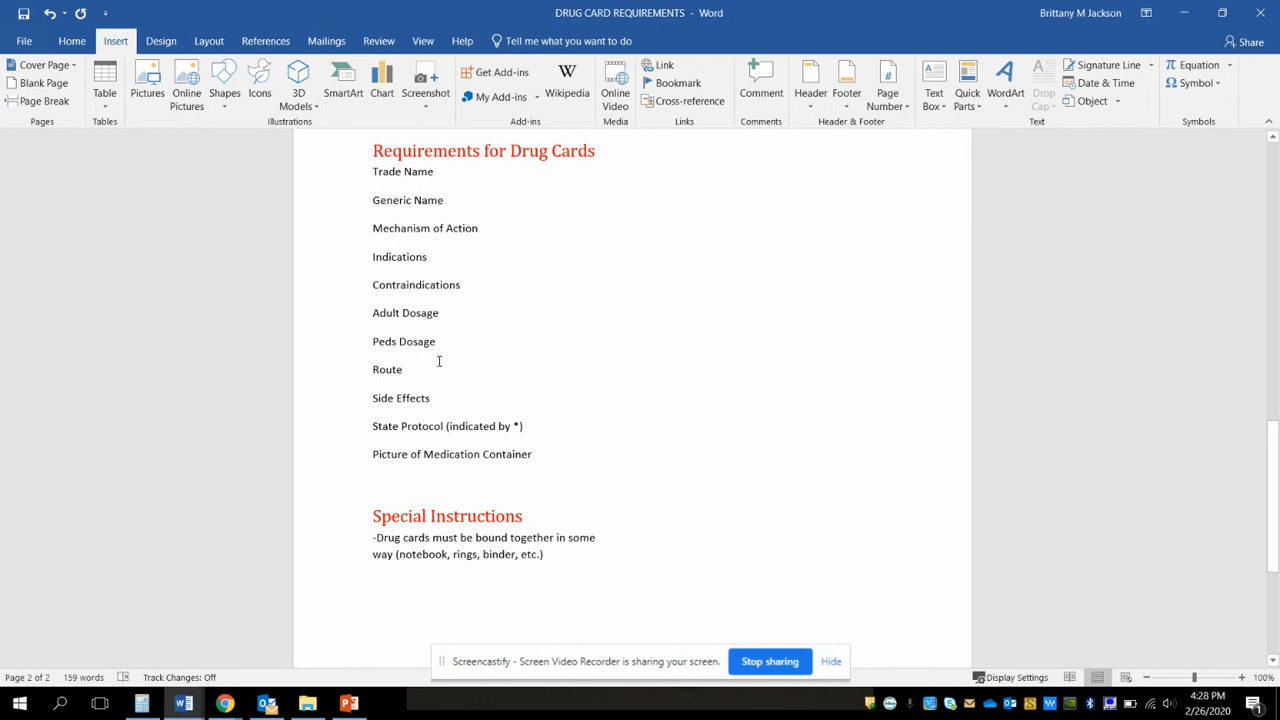 DRUG CARD REQUIREMENTS - Word
Brittany M Jackson
File Home Insert Design Layout References Mailings Review View Help Tell me what you want to do Share
Cover Page
Blank Page
Page Break
Pages
Table
Tables
Pictures
Online Pictures
Shapes
Icons
3D Models
SmartArt
Chart
Screenshot
Illustrations
Get Add-ins
My Add-ins
W
Wikipedia
Add-ins
Online Video
Media
Link
Bookmark
Cross-reference
Links
Comment
Comments
Header
Footer
#
Page Number
Header & Footer
A
Text Box
Quick Parts
A
WordArt
A
Drop Cap
Signature Line
Date & Time
Object
Text
π Equation
Ω Symbol
Symbols
Requirements for Drug Cards
Trade Name
Generic Name
Mechanism of Action
Indications
Contraindications
Adult Dosage
Peds Dosage
Route
Side Effects
State Protocol (indicated by *)
Picture of Medication Container
Special Instructions
-Drug cards must be bound together in some
way (notebook, rings, binder, etc.)
Screencastify - Screen Video Recorder is sharing your screen. Stop sharing Hide
Page 2 of 2 159 words Track Changes: Off Display Settings 100%
4:28 PM
2/26/2020